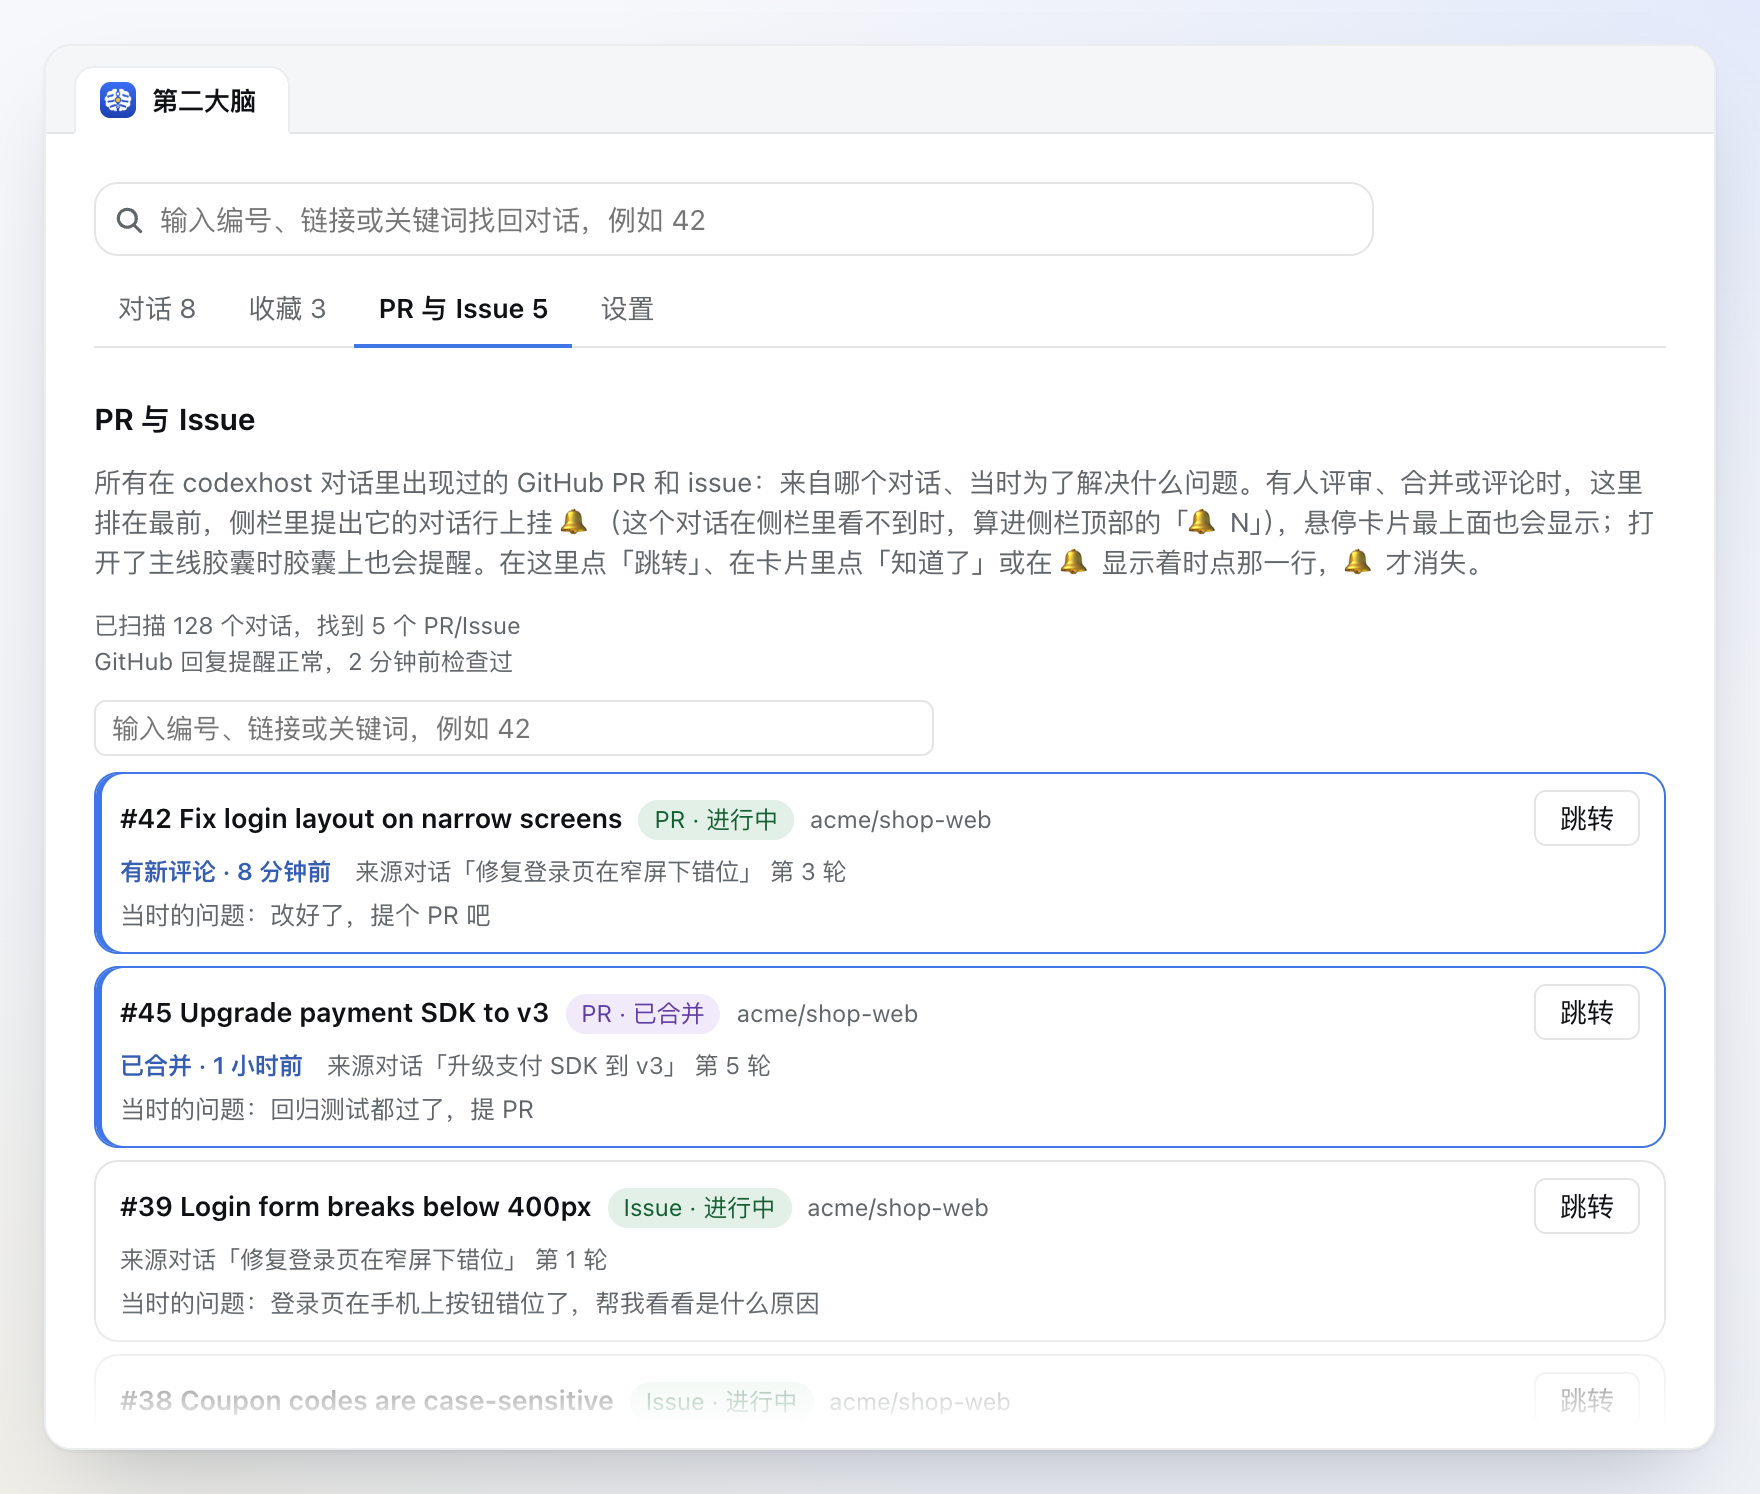 第二大脑
输入编号、链接或关键词找回对话，例如 42
对话 8 收藏 3 PR 与 Issue 5 设置
PR 与 Issue
所有在 codexhost 对话里出现过的 GitHub PR 和 issue：来自哪个对话、当时为了解决什么问题。有人评审、合并或评论时，这里
排在最前，侧栏里提出它的对话行上挂 🔔（这个对话在侧栏里看不到时，算进侧栏顶部的「🔔 N」），悬停卡片最上面也会显示；打
开了主线胶囊时胶囊上也会提醒。在这里点「跳转」、在卡片里点「知道了」或在 🔔 显示着时点那一行，🔔 才消失。
已扫描 128 个对话，找到 5 个 PR/Issue
GitHub 回复提醒正常，2 分钟前检查过
输入编号、链接或关键词，例如 42
#42 Fix login layout on narrow screens PR · 进行中 acme/shop-web 跳转
有新评论 · 8 分钟前 来源对话「修复登录页在窄屏下错位」 第 3 轮
当时的问题：改好了，提个 PR 吧
#45 Upgrade payment SDK to v3 PR · 已合并 acme/shop-web 跳转
已合并 · 1 小时前 来源对话「升级支付 SDK 到 v3」 第 5 轮
当时的问题：回归测试都过了，提 PR
#39 Login form breaks below 400px Issue · 进行中 acme/shop-web 跳转
来源对话「修复登录页在窄屏下错位」 第 1 轮
当时的问题：登录页在手机上按钮错位了，帮我看看是什么原因
#38 Coupon codes are case-sensitive Issue · 进行中 acme/shop-web 跳转